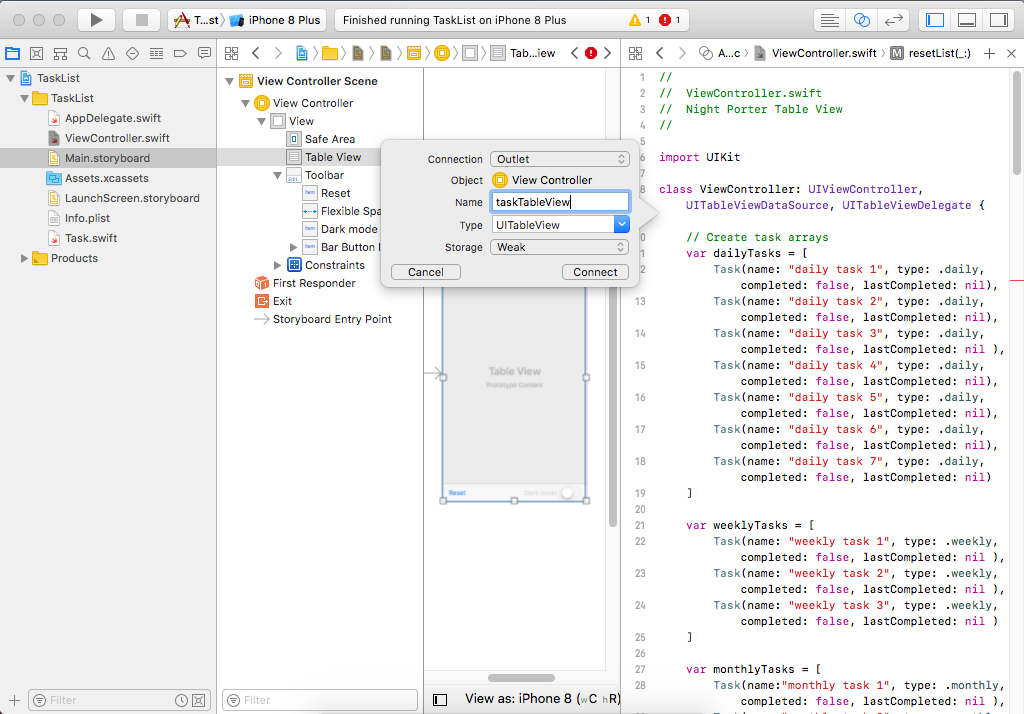 T...st
iPhone 8 Plus
Finished running TaskList on iPhone 8 Plus
1
1
Tab...iew
A...c
ViewController.swift
M
resetList(_:)
TaskList
TaskList
AppDelegate.swift
ViewController.swift
Main.storyboard
Assets.xcassets
LaunchScreen.storyboard
Info.plist
Task.swift
Products
Filter
View Controller Scene
View Controller
View
Safe Area
Table View
Toolbar
Reset
Flexible Spa
Dark mode
Bar Button I
Constraints
First Responder
Exit
Storyboard Entry Point
Filter
Connection Outlet
Object View Controller
Name taskTableView
Type UITableView
Storage Weak
Cancel
Connect
Table View
Prototype Content
Reset
Dark mode
View as: iPhone 8 (wC hR)
1 //
2 //  ViewController.swift
3 //  Night Porter Table View
4 //
5
6 import UIKit
8 class ViewController: UIViewController,
UITableViewDataSource, UITableViewDelegate {
0 // Create task arrays
var dailyTasks = [
2 Task(name: "daily task 1", type: .daily,
completed: false, lastCompleted: nil),
13 Task(name: "daily task 2", type: .daily,
completed: false, lastCompleted: nil),
14 Task(name: "daily task 3", type: .daily,
completed: false, lastCompleted: nil ),
15 Task(name: "daily task 4", type: .daily,
completed: false, lastCompleted: nil),
16 Task(name: "daily task 5", type: .daily,
completed: false, lastCompleted: nil),
17 Task(name: "daily task 6", type: .daily,
completed: false, lastCompleted: nil),
18 Task(name: "daily task 7", type: .daily,
completed: false, lastCompleted: nil)
19 ]
20
21 var weeklyTasks = [
22 Task(name: "weekly task 1", type: .weekly,
completed: false, lastCompleted: nil ),
23 Task(name: "weekly task 2", type: .weekly,
completed: false, lastCompleted: nil ),
24 Task(name: "weekly task 3", type: .weekly,
completed: false, lastCompleted: nil )
25 ]
26
27 var monthlyTasks = [
28 Task(name:"monthly task 1", type: .monthly,
completed: false, lastCompleted: nil ),